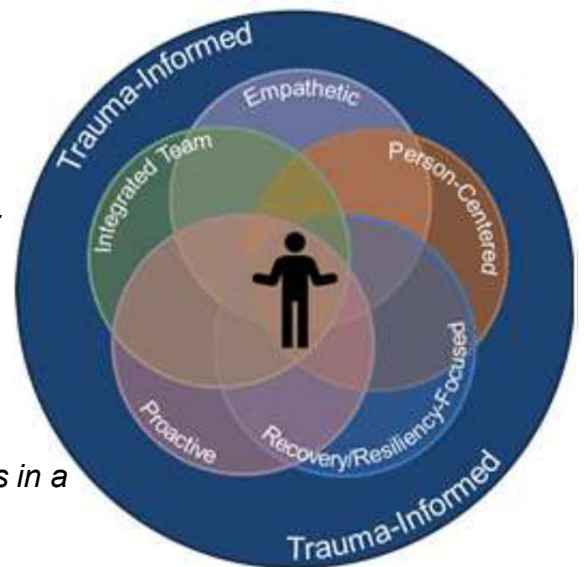 Trauma-Informed
Empathetic
Integrated Team
Person-Centered
Proactive
Recovery/Resiliency-Focused
s in a
Trauma-Informed